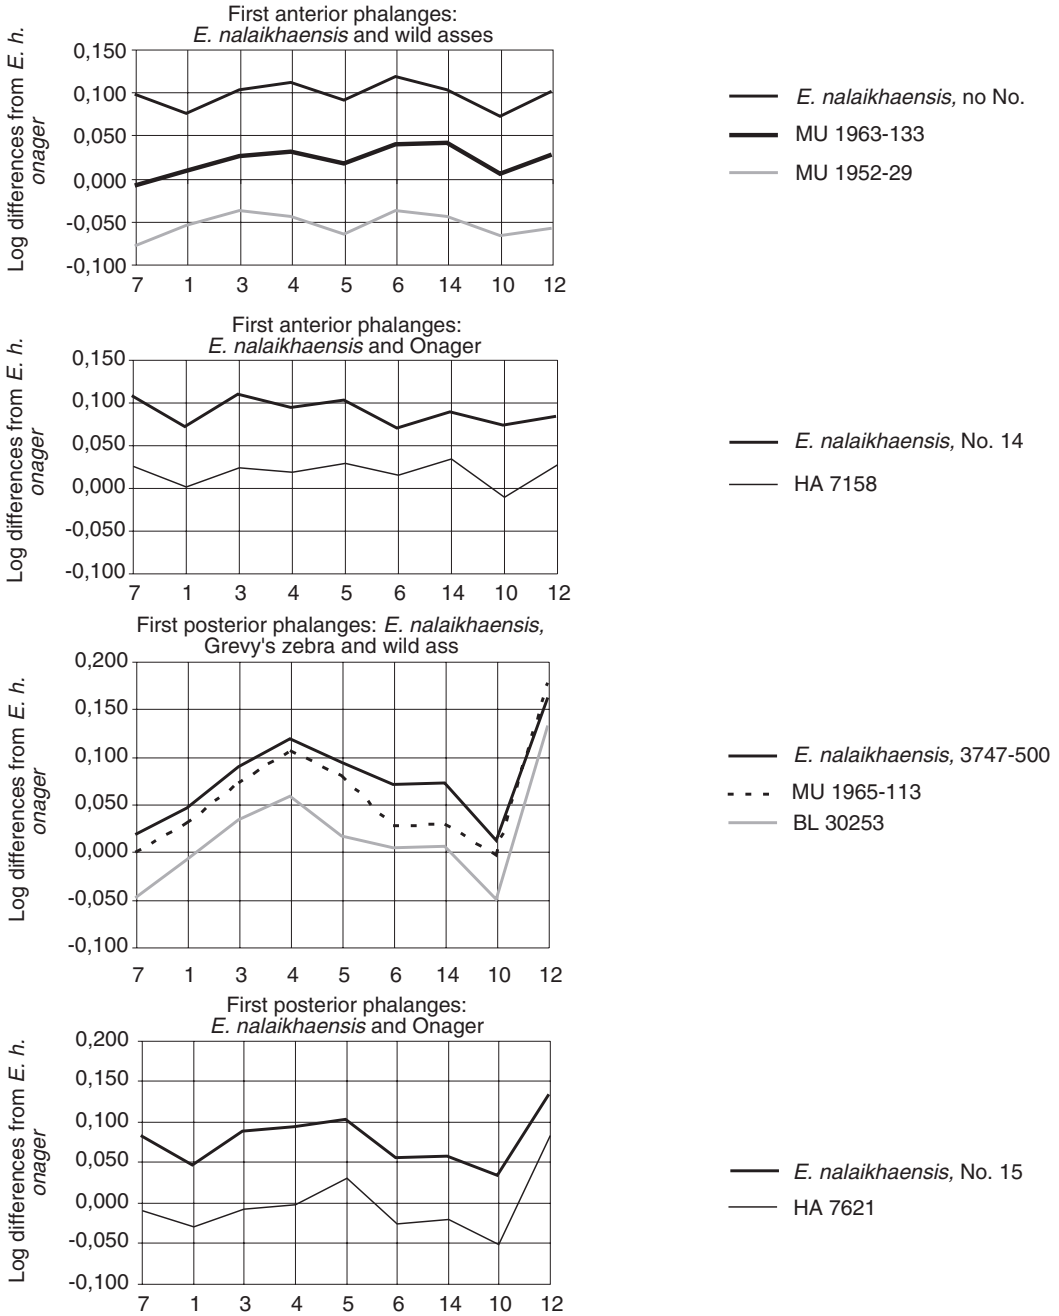 First anterior phalanges:
E. nalaikhaensis and wild asses
Log differences from E. h.
onager
0,150
0,100
0,050
0,000
-0,050
-0,100
7 1 3 4 5 6 14 10 12
E. nalaikhaensis, no No.
MU 1963-133
MU 1952-29
First anterior phalanges:
E. nalaikhaensis and Onager
Log differences from E. h.
onager
0,150
0,100
0,050
0,000
-0,050
-0,100
7 1 3 4 5 6 14 10 12
E. nalaikhaensis, No. 14
HA 7158
First posterior phalanges: E. nalaikhaensis,
Grevy's zebra and wild ass
Log differences from E. h.
onager
0,200
0,150
0,100
0,050
0,000
-0,050
-0,100
7 1 3 4 5 6 14 10 12
E. nalaikhaensis, 3747-500
MU 1965-113
BL 30253
First posterior phalanges:
E. nalaikhaensis and Onager
Log differences from E. h.
onager
0,200
0,150
0,100
0,050
0,000
-0,050
-0,100
7 1 3 4 5 6 14 10 12
E. nalaikhaensis, No. 15
HA 7621